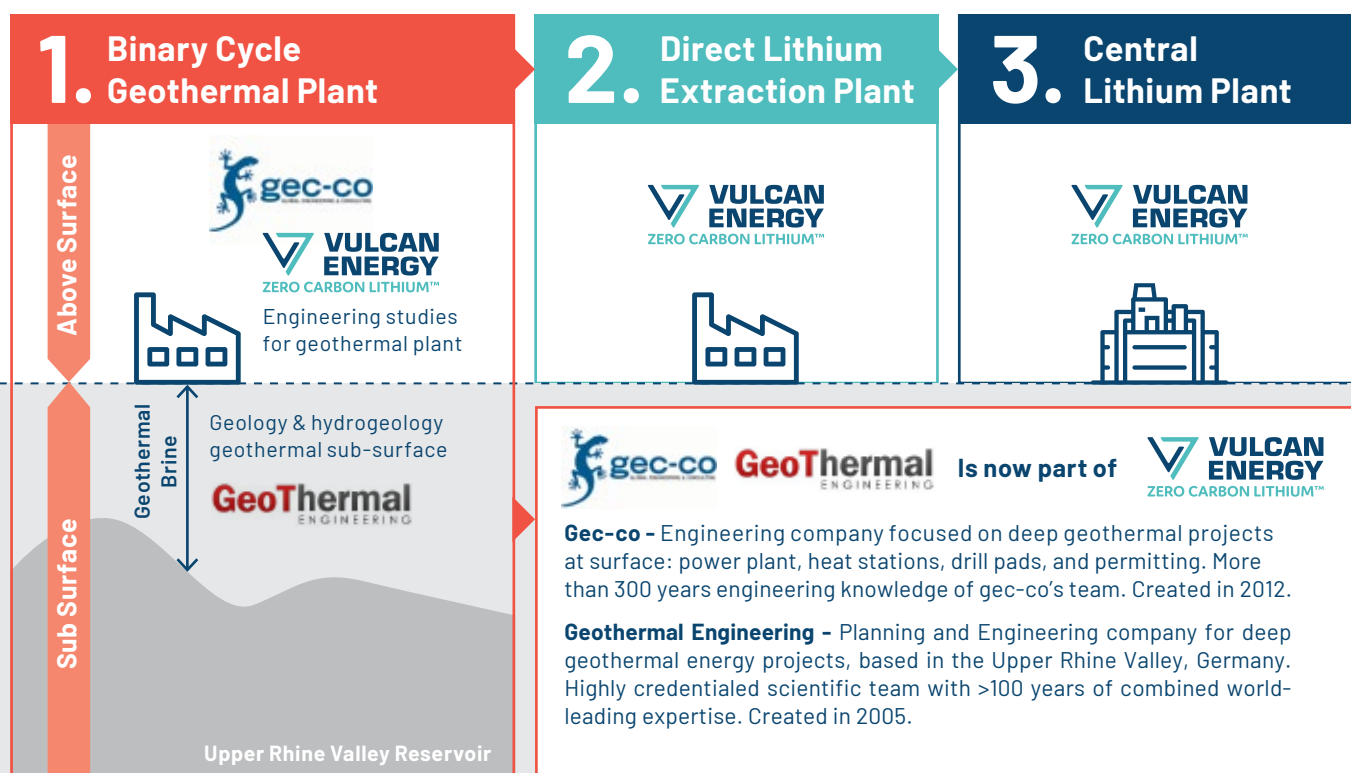 1.
Binary Cycle
Geothermal Plant
2.
Direct Lithium
Extraction Plant
3.
Central
Lithium Plant
Above Surface
gec-co
GLOBAL ENGINEERING & CONSULTING
VULCAN
ENERGY
ZERO CARBON LITHIUM™
Engineering studies
for geothermal plant
VULCAN
ENERGY
ZERO CARBON LITHIUM™
VULCAN
ENERGY
ZERO CARBON LITHIUM™
Sub Surface
Geothermal
Brine
Geology & hydrogeology
geothermal sub-surface
GeoThermal
ENGINEERING
Upper Rhine Valley Reservoir
gec-co
GLOBAL ENGINEERING & CONSULTING
GeoThermal
ENGINEERING
Is now part of
VULCAN
ENERGY
ZERO CARBON LITHIUM™
Gec-co - Engineering company focused on deep geothermal projects
at surface: power plant, heat stations, drill pads, and permitting. More
than 300 years engineering knowledge of gec-co’s team. Created in 2012.
Geothermal Engineering - Planning and Engineering company for deep
geothermal energy projects, based in the Upper Rhine Valley, Germany.
Highly credentialed scientific team with >100 years of combined world-
leading expertise. Created in 2005.